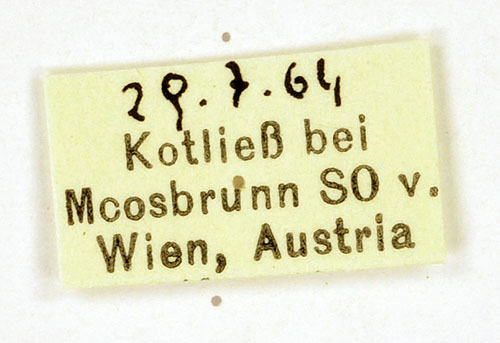 29.7.64
Kotließ bei
Mcosbrunn SO v.
Wien, Austria